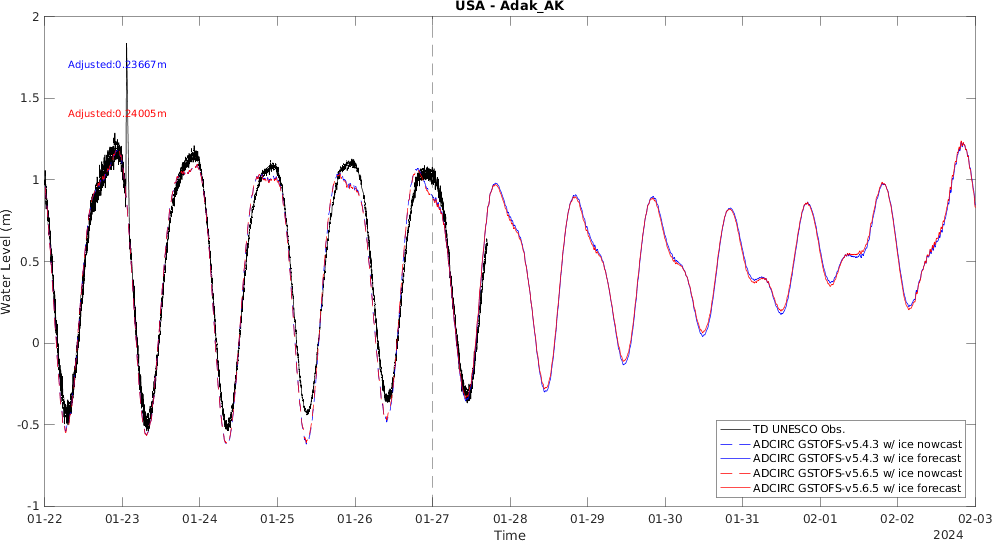 USA - Adak_AK
2
1.5
1
0.5
0
-0.5
-1
Water Level (m)
Adjusted:0.23667m
Adjusted:0.24005m
TD UNESCO Obs.
ADCIRC GSTOFS-v5.4.3 w/ ice nowcast
ADCIRC GSTOFS-v5.4.3 w/ ice forecast
ADCIRC GSTOFS-v5.6.5 w/ ice nowcast
ADCIRC GSTOFS-v5.6.5 w/ ice forecast
01-22 01-23 01-24 01-25 01-26 01-27 01-28 01-29 01-30 01-31 02-01 02-02 02-03
Time
2024